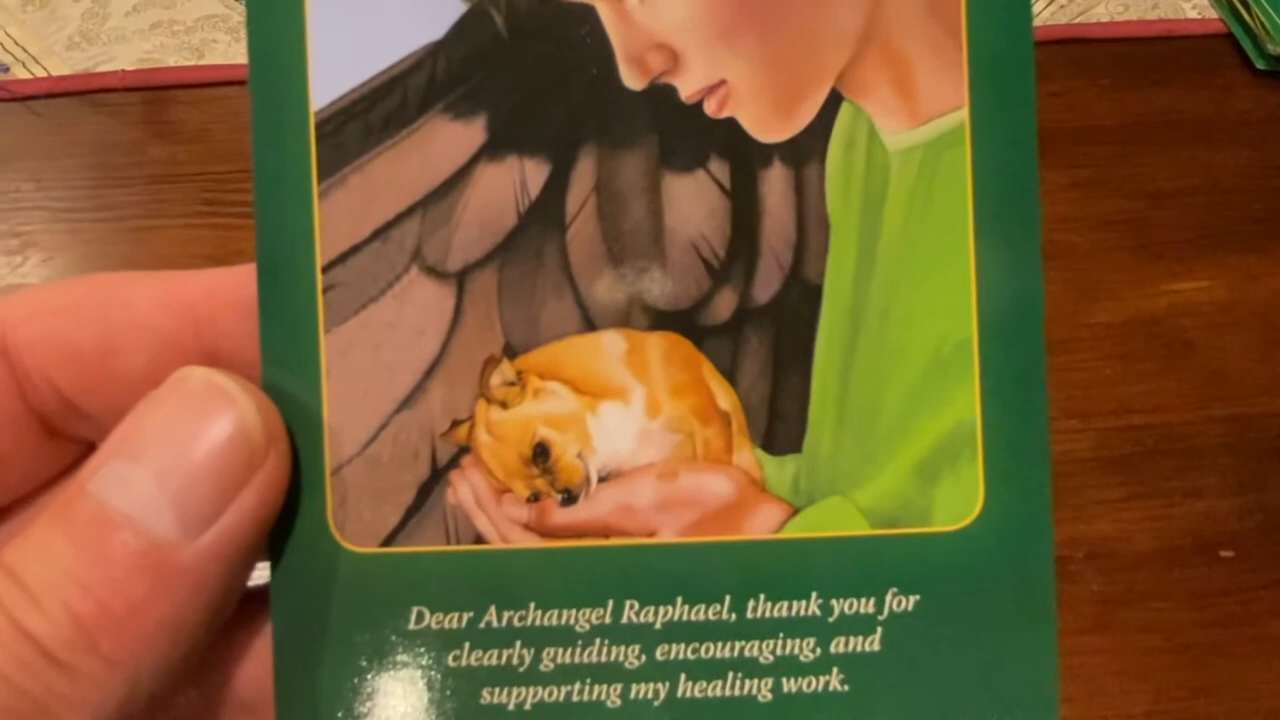 Dear Archangel Raphael, thank you for
clearly guiding, encouraging, and
supporting my healing work.